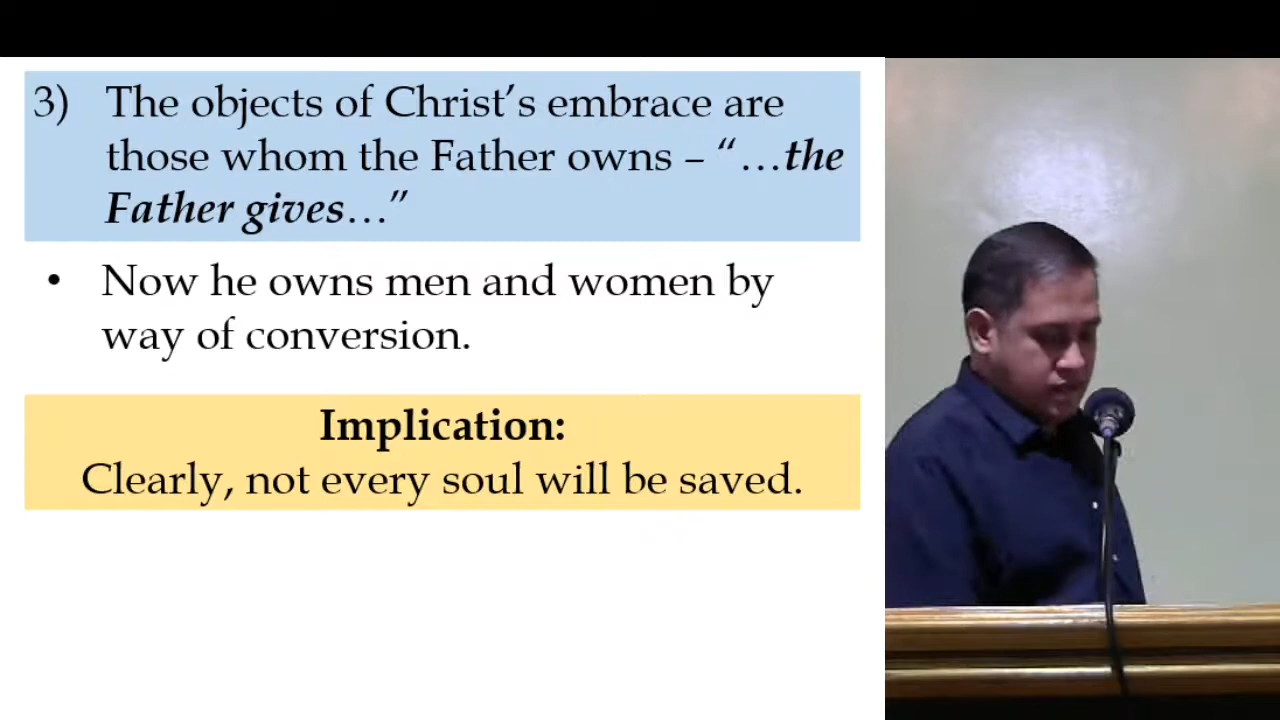 3) The objects of Christ’s embrace are
those whom the Father owns – “…the
Father gives…”
• Now he owns men and women by
way of conversion.
Implication:
Clearly, not every soul will be saved.